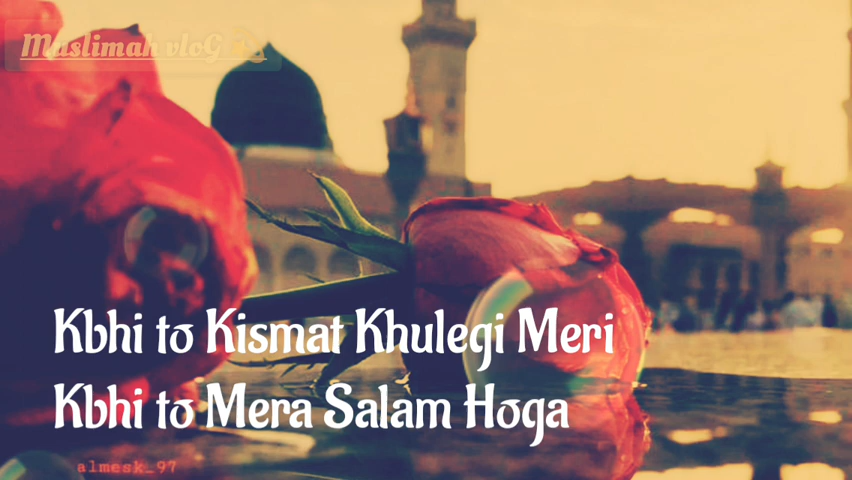 Muslimah vloG
Kbhi to Kismat Khulegi Meri
Kbhi to Mera Salam Hoga
almesk_97